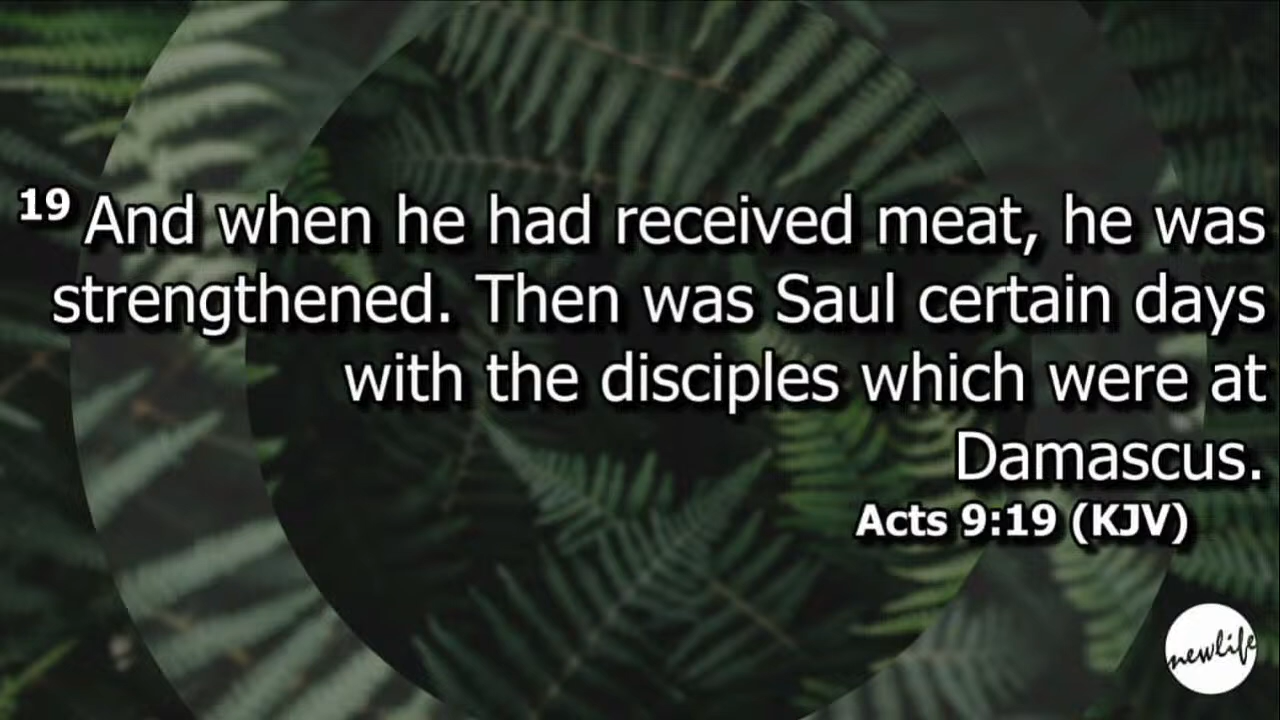 19 And when he had received meat, he was
strengthened. Then was Saul certain days
with the disciples which were at
Damascus.
Acts 9:19 (KJV)
newlife